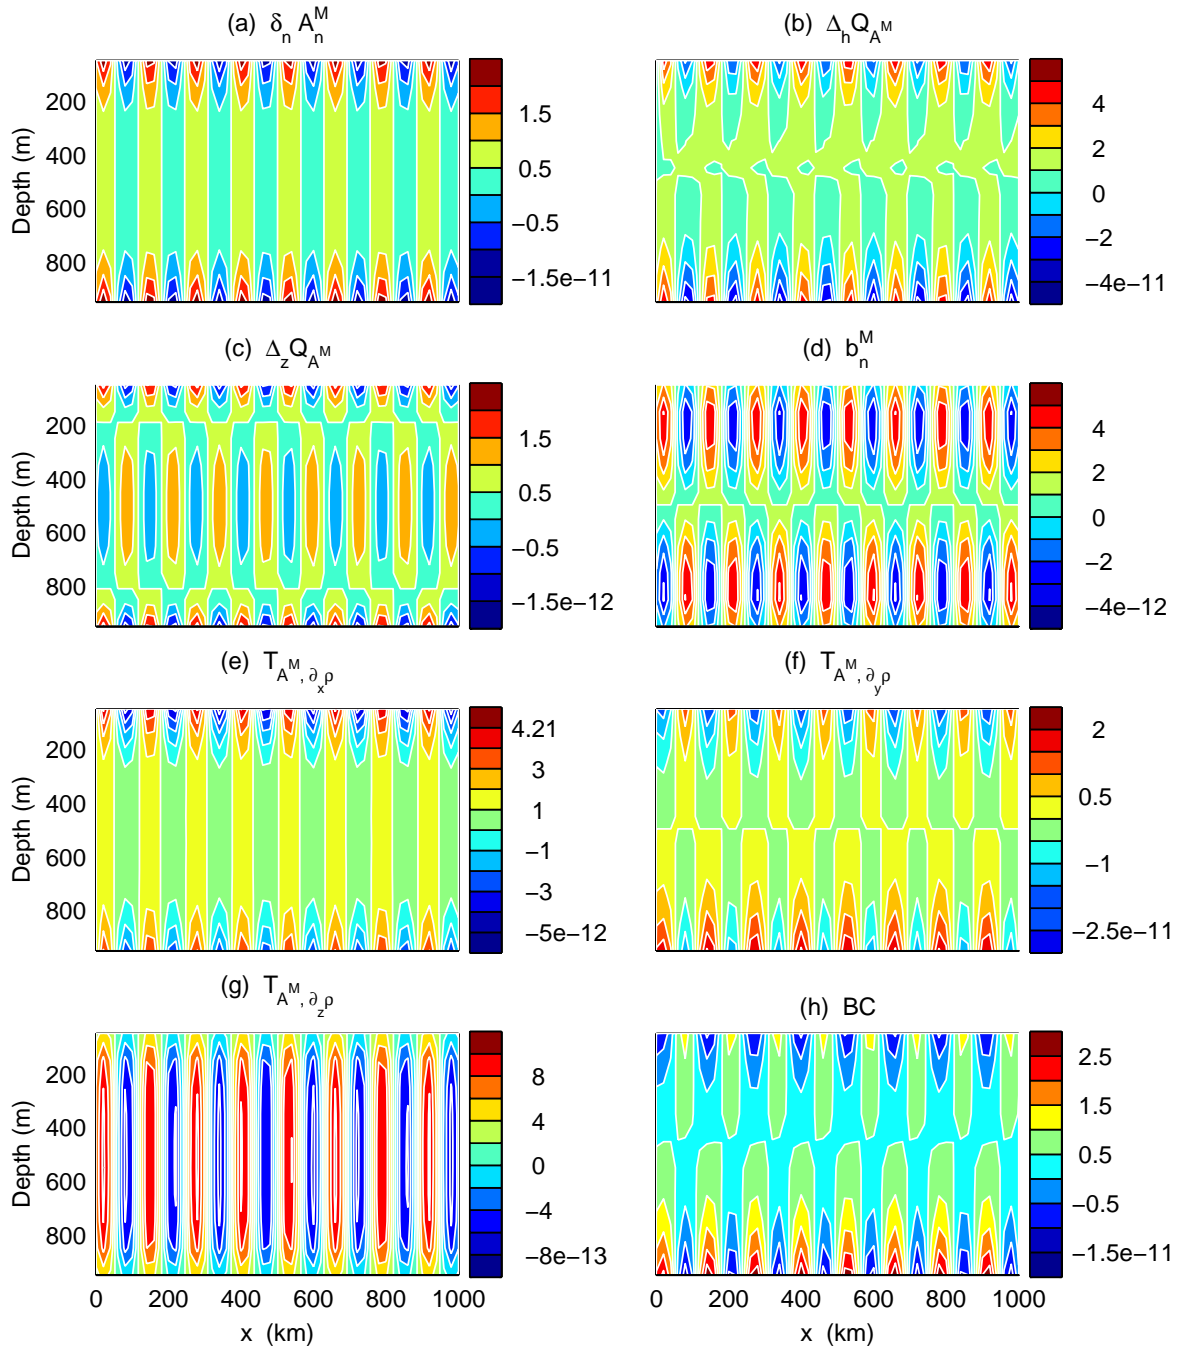 (a) δn AnM
(b) ΔhQAM
200
400
600
800
Depth (m)
1.5
0.5
−0.5
−1.5e−11
4
2
0
−2
−4e−11
(c) ΔzQAM
(d) bnM
200
400
600
800
Depth (m)
1.5
0.5
−0.5
−1.5e−12
4
2
0
−2
−4e−12
(e) TAM, ∂xρ
(f) TAM, ∂yρ
200
400
600
800
Depth (m)
4.21
3
1
−1
−3
−5e−12
2
0.5
−1
−2.5e−11
(g) TAM, ∂zρ
(h) BC
200
400
600
800
Depth (m)
8
4
0
−4
−8e−13
2.5
1.5
0.5
−0.5
−1.5e−11
0 200 400 600 800 1000
x (km)
0 200 400 600 800 1000
x (km)